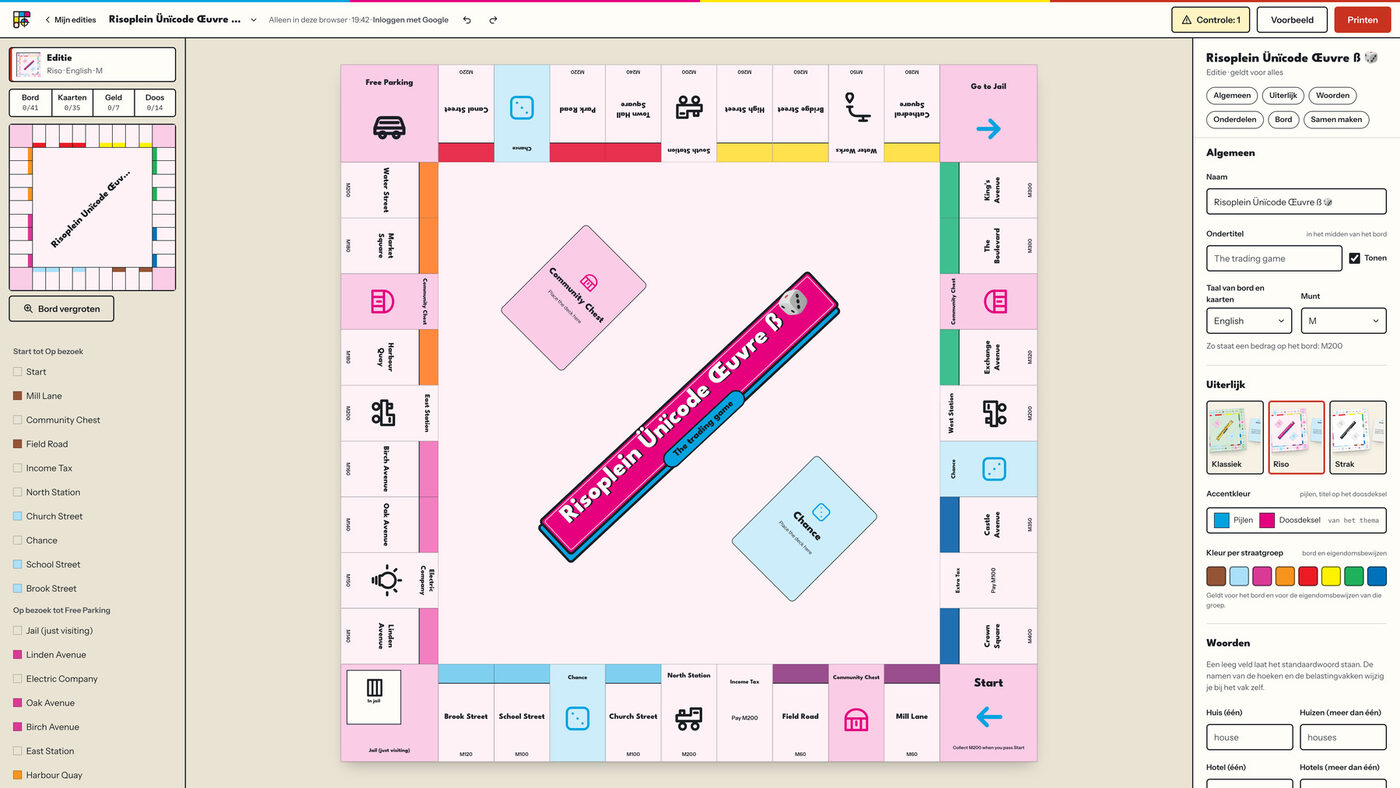 Mijn edities
Risoplein Ünïcode Œuvre ...
Alleen in deze browser · 19:42 · Inloggen met Google
Controle: 1
Voorbeeld
Printen
Editie
Riso · English · M
Bord
0/41
Kaarten
0/35
Geld
0/7
Doos
0/14
Risoplein Ünïcode Œuv...
Bord vergroten
Start tot Op bezoek
Start
Mill Lane
Community Chest
Field Road
Income Tax
North Station
Church Street
Chance
School Street
Brook Street
Op bezoek tot Free Parking
Jail (just visiting)
Linden Avenue
Electric Company
Oak Avenue
Birch Avenue
East Station
Harbour Quay
Free Parking
M220
Canal Street
Chance
M220
Park Road
M240
Town Hall
Square
M200
South Station
M260
High Street
M260
Bridge Street
M150
Water Works
M280
Cathedral
Square
Go to Jail
Water Street
M200
Market
Square
M180
Community Chest
Harbour
Quay
M180
East Station
M200
Birch Avenue
M160
Oak Avenue
M140
Electric
Company
M150
Linden
Avenue
M140
King's
Avenue
M300
The
Boulevard
M300
Community Chest
Exchange
Avenue
M320
West Station
M200
Chance
Castle
Avenue
M350
Extra Tax
Pay M100
Crown
Square
M400
Community Chest
Place the deck here
Risoplein Ünïcode Œuvre ß 🎲
The trading game
Chance
Place the deck here
In jail
Jail (just visiting)
Brook Street
M120
School Street
M100
Chance
Church Street
M100
North Station
M200
Income Tax
Pay M200
Field Road
M60
Community Chest
Mill Lane
M60
Start
Collect M200 when you pass Start
Risoplein Ünïcode Œuvre ß 🎲
Editie · geldt voor alles
Algemeen
Uiterlijk
Woorden
Onderdelen
Bord
Samen maken
Algemeen
Naam
Risoplein Ünïcode Œuvre ß 🎲
Ondertitel
in het midden van het bord
The trading game
Tonen
Taal van bord en
kaarten
Munt
English
M
Zo staat een bedrag op het bord: M200
Uiterlijk
Klassiek
Riso
Strak
Accentkleur
pijlen, titel op het doosdeksel
Pijlen
Doosdeksel
van het thema
Kleur per straatgroep
bord en eigendomsbewijzen
Geldt voor het bord en voor de eigendomsbewijzen van die
groep.
Woorden
Een leeg veld laat het standaardwoord staan. De
namen van de hoeken en de belastingvakken wijzig
je bij het vak zelf.
Huis (één)
Huizen (meer dan één)
house
houses
Hotel (één)
Hotels (meer dan één)